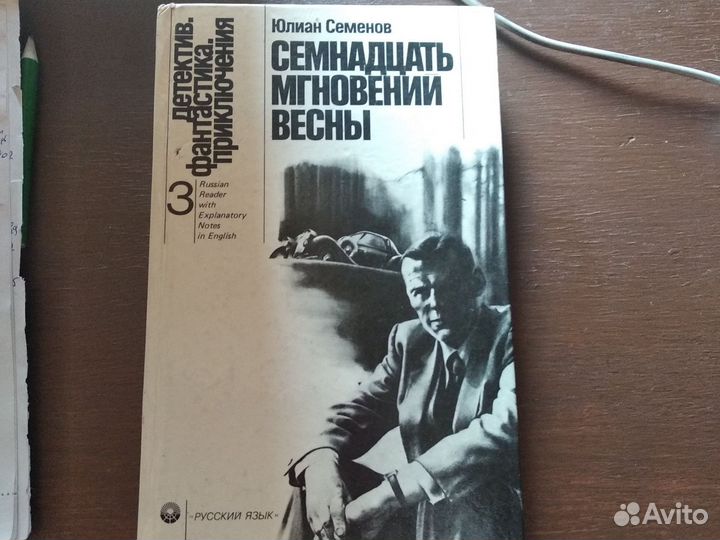 Юлиан Семенов
СЕМНАДЦАТЬ
МГНОВЕНИЙ
ВЕСНЫ
Детектив.
фантастика.
приключения
3
Russian
Reader
with
Explanatory
Notes
in English
«РУССКИЙ ЯЗЫК»
Avito